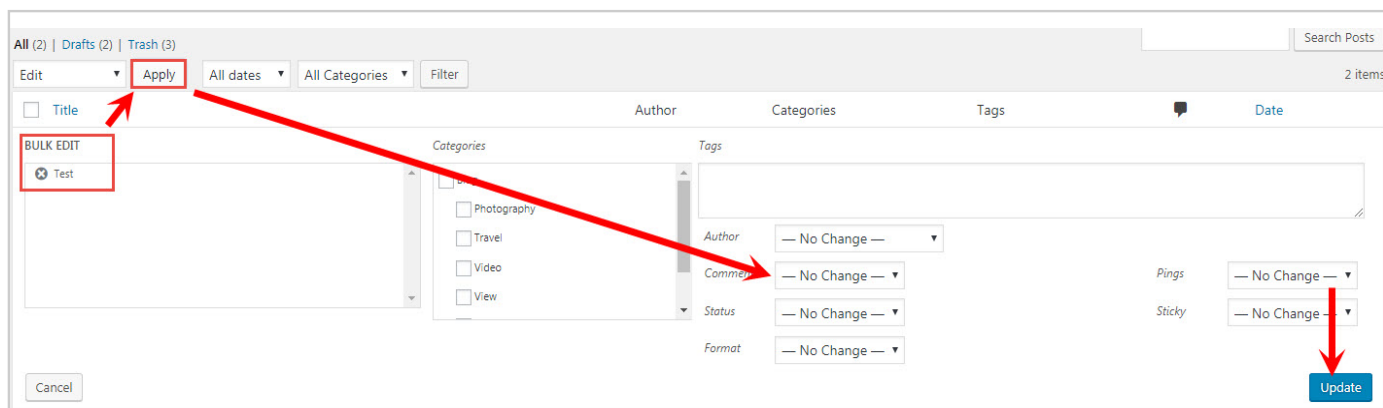 All (2) | Drafts (2) | Trash (3)
Search Posts
Edit Apply All dates All Categories Filter
2 items
Title Author Categories Tags Date
BULK EDIT Categories Tags
Test
Photography
Travel
Video
View
Author — No Change —
— No Change — Pings — No Change —
Status — No Change — Sticky — No Change —
Format — No Change —
Cancel Update